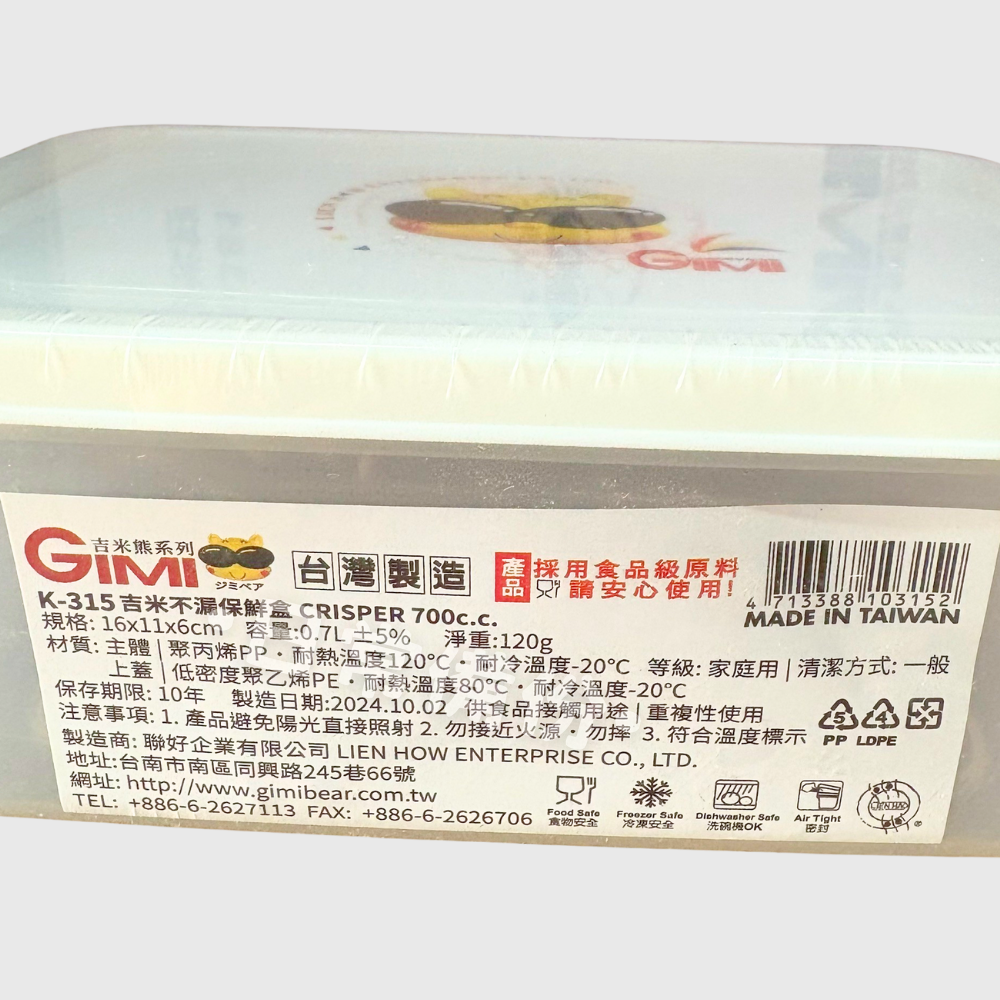 LIEN
GIMI
GIMI 吉米熊系列
ジミベア
台灣製造
產品 採用食品級原料
請安心使用!
4 713388 103152
MADE IN TAIWAN
K-315 吉米不漏保鮮盒 CRISPER 700c.c.
規格: 16x11x6cm 容量:0.7L ±5% 淨重:120g
材質: 主體 | 聚丙烯PP・耐熱溫度120°C・耐冷溫度-20°C 等級: 家庭用 | 清潔方式: 一般
上蓋 | 低密度聚乙烯PE・耐熱溫度80°C・耐冷溫度-20°C
保存期限: 10年 製造日期:2024.10.02 供食品接觸用途 | 重複性使用
注意事項: 1. 產品避免陽光直接照射 2. 勿接近火源・勿摔 3. 符合溫度標示
5 4
PP LDPE
製造商: 聯好企業有限公司 LIEN HOW ENTERPRISE CO., LTD.
地址:台南市南區同興路245巷66號
網址: http://www.gimibear.com.tw
TEL: +886-6-2627113 FAX: +886-6-2626706
Food Safe
食物安全
Freezer Safe
冷凍安全
Dishwasher Safe
洗碗機OK
Air Tight
密封
LIEN HAO
®